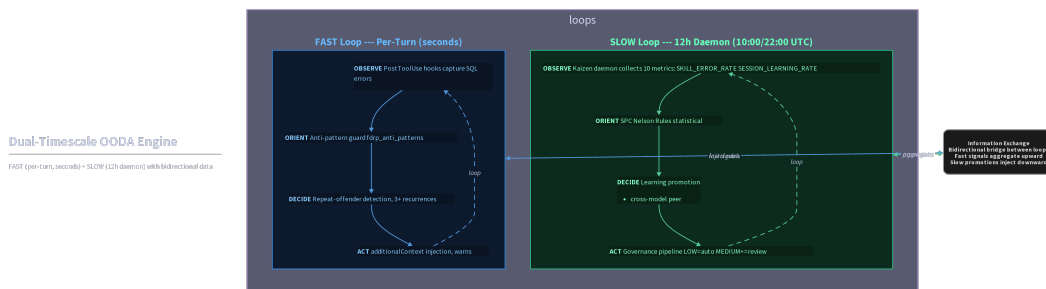 loops
FAST Loop --- Per-Turn (seconds)
OBSERVE PostToolUse hooks capture SQL
errors
ORIENT Anti-pattern guard fdrp_anti_patterns
DECIDE Repeat-offender detection, 3+ recurrences
ACT additionalContext injection, warns
loop
SLOW Loop --- 12h Daemon (10:00/22:00 UTC)
OBSERVE Kaizen daemon collects 10 metrics: SKILL_ERROR_RATE SESSION_LEARNING_RATE
ORIENT SPC Nelson Rules statistical
DECIDE Learning promotion
• cross-model peer
ACT Governance pipeline LOW=auto MEDIUM+=review
loop
Dual-Timescale OODA Engine
FAST (per-turn, seconds) + SLOW (12h daemon) with bidirectional data
Information Exchange
Bidirectional bridge between loop
Fast signals aggregate upward
Slow promotions inject downward